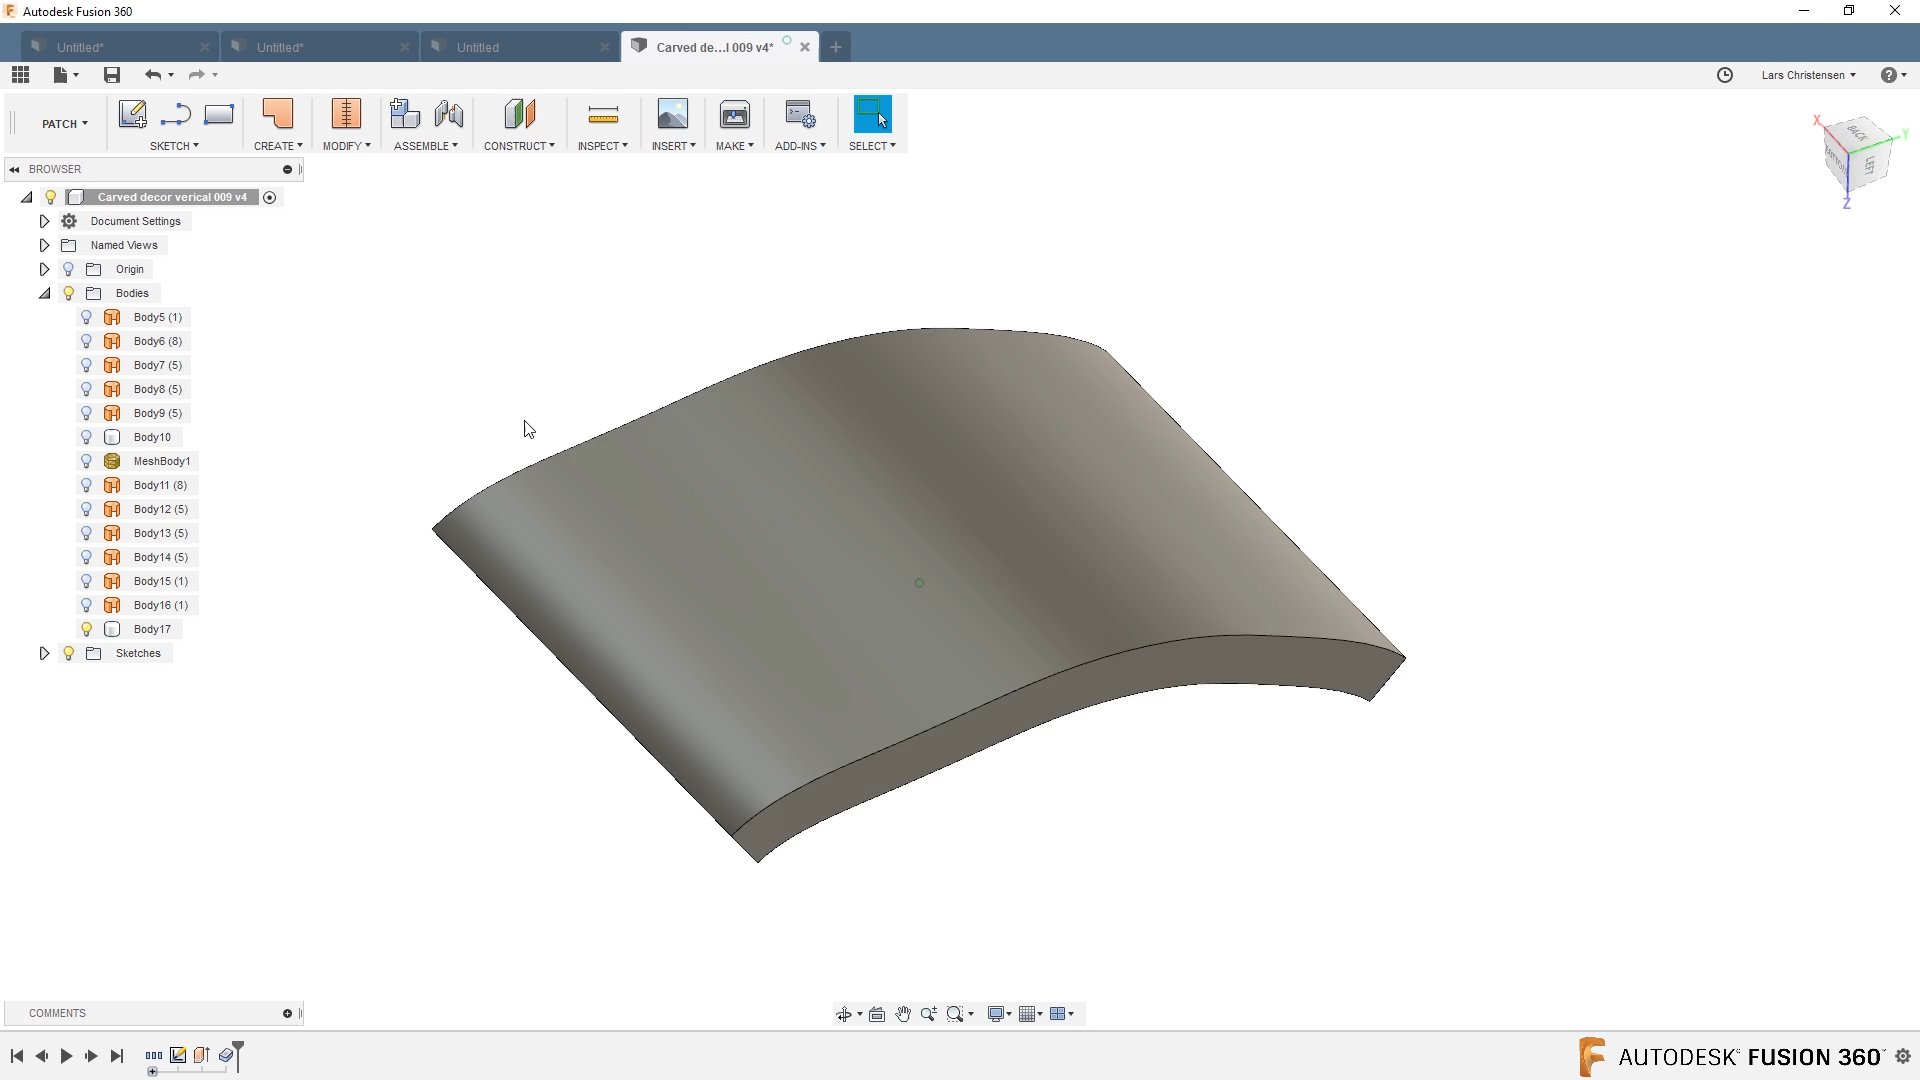 Autodesk Fusion 360
Untitled*
Untitled*
Untitled
Carved de...l 009 v4*
Lars Christensen
PATCH
SKETCH
CREATE
MODIFY
ASSEMBLE
CONSTRUCT
INSPECT
INSERT
MAKE
ADD-INS
SELECT
X
Y
Z
BACK
LEFT
BOTTOM
BROWSER
Carved decor verical 009 v4
Document Settings
Named Views
Origin
Bodies
Body5 (1)
Body6 (8)
Body7 (5)
Body8 (5)
Body9 (5)
Body10
MeshBody1
Body11 (8)
Body12 (5)
Body13 (5)
Body14 (5)
Body15 (1)
Body16 (1)
Body17
Sketches
COMMENTS
AUTODESK FUSION 360